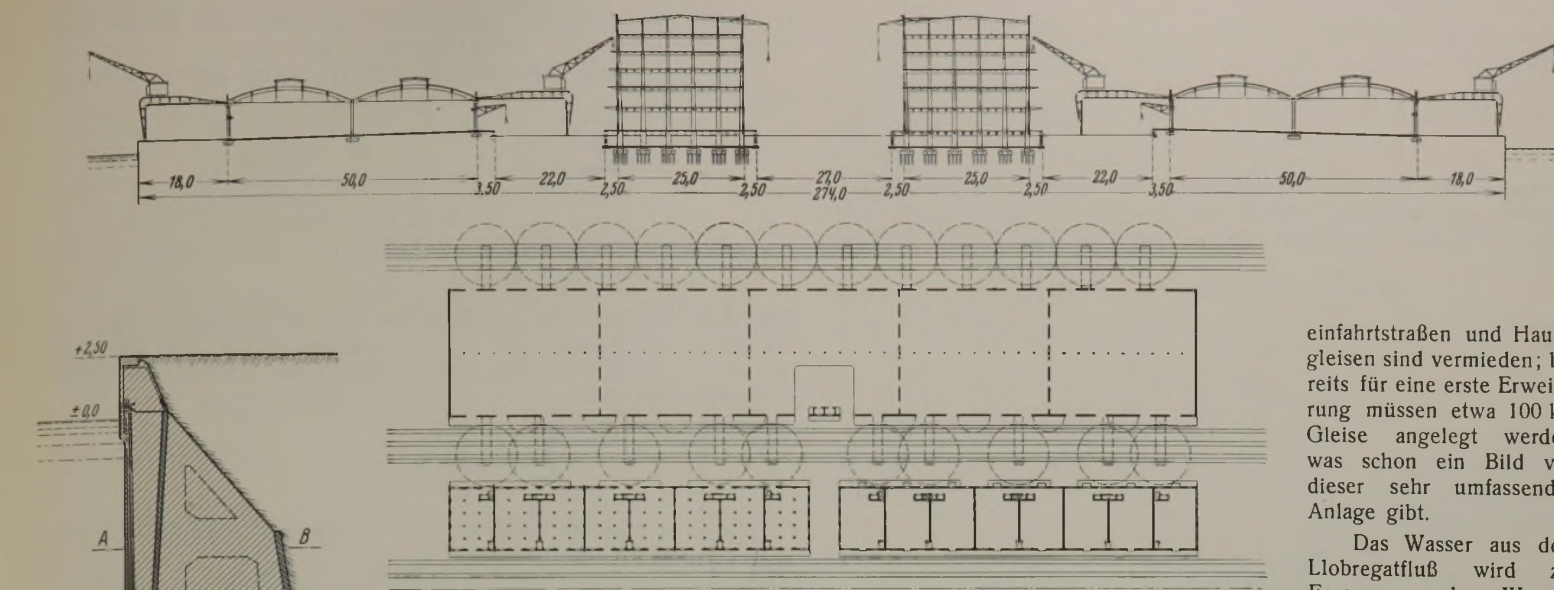 18,0 50,0 3,50 22,0 2,50 25,0 2,50 27,0 2,50 25,0 2,50 22,0 3,50 50,0 18,0
274,0
+2,50
±0,0
A B
einfahrtstraßen und Hau
gleisen sind vermieden; b
reits für eine erste Erwei
rung müssen etwa 100 k
Gleise angelegt werde
was schon ein Bild v
dieser sehr umfassend
Anlage gibt.
Das Wasser aus de
Llobregatfluß wird z